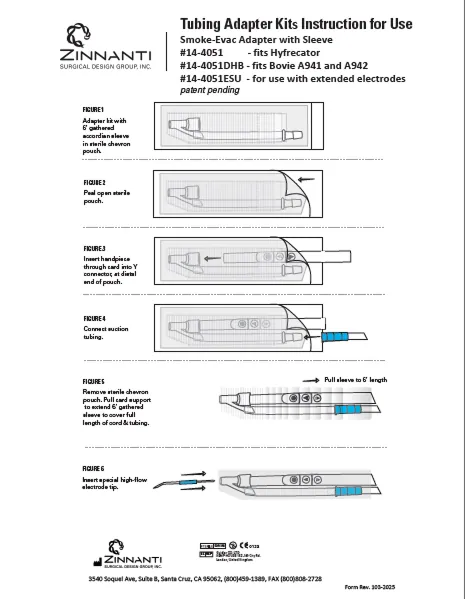 Tubing Adapter Kits Instruction for Use
ZINNANTI
SURGICAL DESIGN GROUP, INC.
Smoke-Evac Adapter with Sleeve
#14-4051 - fits Hyfrecator
#14-4051DHB - fits Bovie A941 and A942
#14-4051ESU - for use with extended electrodes
patent pending
FIGURE 1
Adapter kit with
6' gathered
accordian sleeve
in sterile chevron
pouch.
FIGURE 2
Peel open sterile
pouch.
FIGURE 3
Insert handpiece
through card into Y
connector, at distal
end of pouch.
FIGURE 4
Connect suction
tubing.
FIGURE 5
Remove sterile chevron
pouch. Pull card support
to extend 6' gathered
sleeve to cover full
length of cord & tubing.
Pull sleeve to 6' length
FIGURE 6
Insert special high-flow
electrode tip.
ZINNANTI
SURGICAL DESIGN GROUP, INC.
0123
London, United Kingdom
3540 Soquel Ave, Suite B, Santa Cruz, CA 95062, (800)459-1389, FAX (800)808-2728
Form Rev. 103-2025